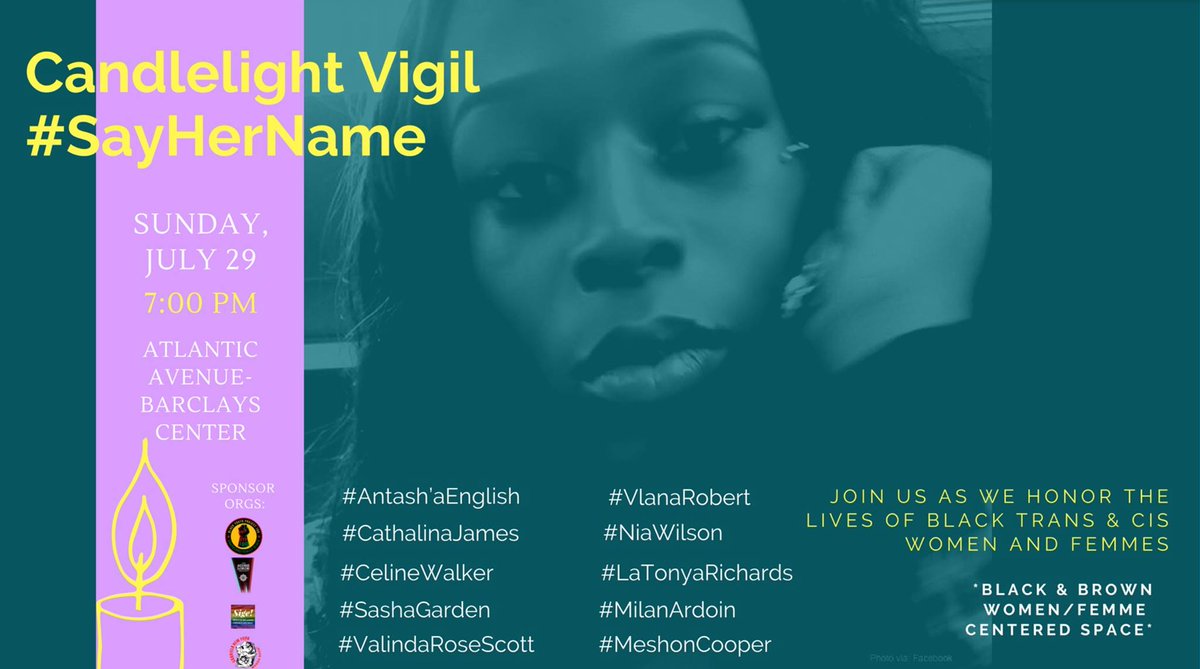 Candlelight Vigil
#SayHerName
SUNDAY,
JULY 29
7:00 PM
ATLANTIC
AVENUE-
BARCLAYS
CENTER
SPONSOR
ORGS:
Sige!
#Antash'aEnglish
#CathalinaJames
#CelineWalker
#SashaGarden
#ValindaRoseScott
#VlanaRobert
#NiaWilson
#LaTonyaRichards
#MilanArdoin
#MeshonCooper
JOIN US AS WE HONOR THE
LIVES OF BLACK TRANS & CIS
WOMEN AND FEMMES
*BLACK & BROWN
WOMEN/FEMME
CENTERED SPACE*
Photo via: Facebook